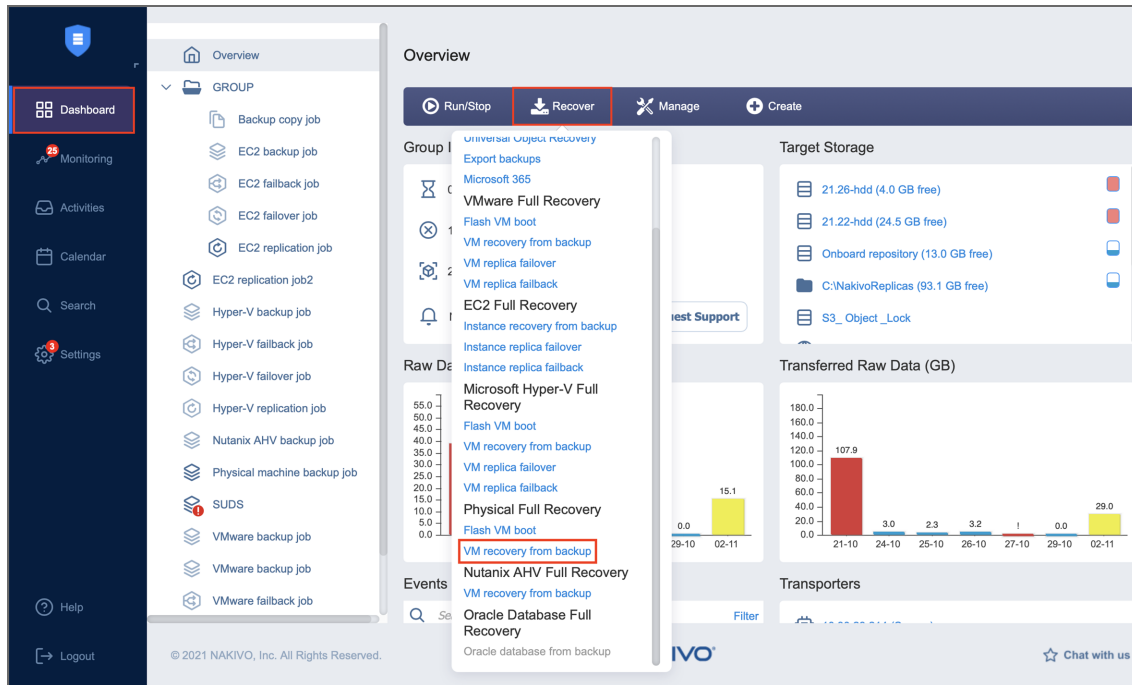 Dashboard
25
Monitoring
Activities
Calendar
Search
3
Settings
Help
Logout
Overview
GROUP
Backup copy job
EC2 backup job
EC2 failback job
EC2 failover job
EC2 replication job
EC2 replication job2
Hyper-V backup job
Hyper-V failback job
Hyper-V failover job
Hyper-V replication job
Nutanix AHV backup job
Physical machine backup job
SUDS
VMware backup job
VMware backup job
VMware failback job
Overview
Run/Stop
Recover
Manage
Create
Group I
Universal Object Recovery
Export backups
Microsoft 365
VMware Full Recovery
Flash VM boot
VM recovery from backup
VM replica failover
VM replica failback
EC2 Full Recovery
Instance recovery from backup
Instance replica failover
Instance replica failback
Microsoft Hyper-V Full
Recovery
Flash VM boot
VM recovery from backup
VM replica failover
VM replica failback
Physical Full Recovery
Flash VM boot
VM recovery from backup
Nutanix AHV Full Recovery
VM recovery from backup
Oracle Database Full
Recovery
Oracle database from backup
est Support
Raw Da
55.0
50.0
45.0
40.0
35.0
30.0
25.0
20.0
15.0
10.0
5.0
0.0
0.0
15.1
29-10 02-11
Events
Filter
Target Storage
21.26-hdd (4.0 GB free)
21.22-hdd (24.5 GB free)
Onboard repository (13.0 GB free)
C:\NakivoReplicas (93.1 GB free)
S3_ Object _Lock
Transferred Raw Data (GB)
180.0
160.0
140.0
120.0
100.0
80.0
60.0
40.0
20.0
0.0
107.9
3.0
2.3
3.2
!
0.0
29.0
21-10 24-10 25-10 26-10 27-10 29-10 02-11
Transporters
© 2021 NAKIVO, Inc. All Rights Reserved.
IVO
Chat with us